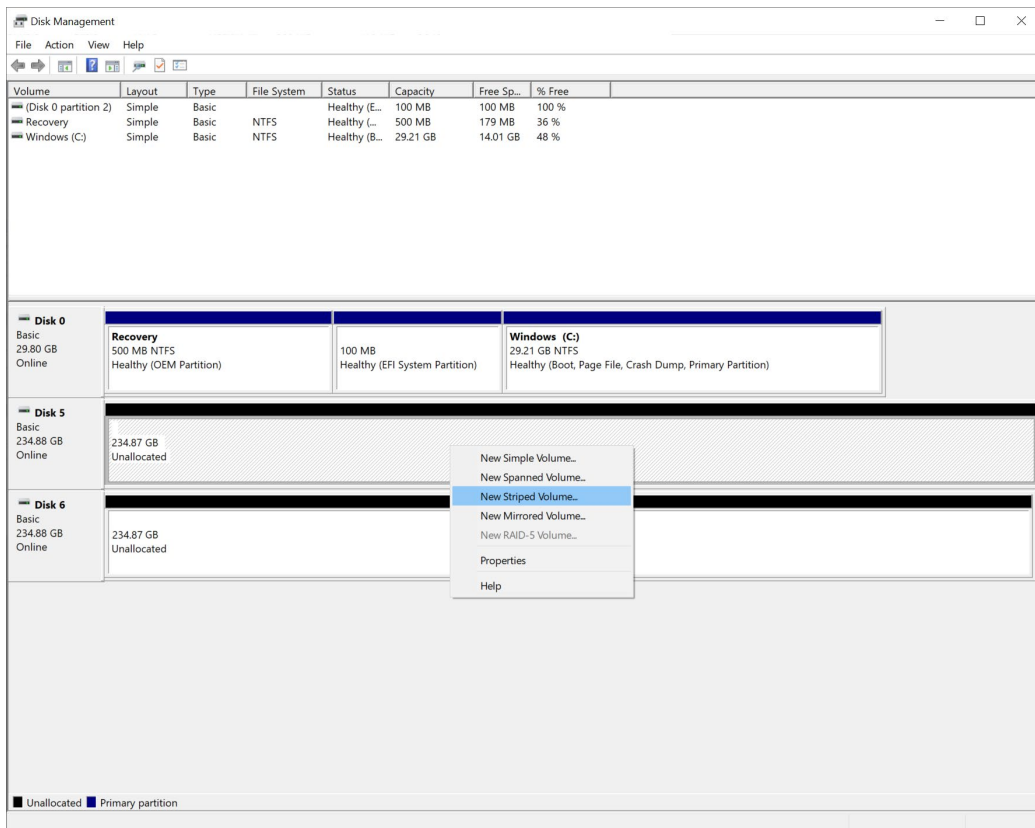 Disk Management
File Action View Help
Volume Layout Type File System Status Capacity Free Sp... % Free
(Disk 0 partition 2) Simple Basic Healthy (E... 100 MB 100 MB 100 %
Recovery Simple Basic NTFS Healthy (... 500 MB 179 MB 36 %
Windows (C:) Simple Basic NTFS Healthy (B... 29.21 GB 14.01 GB 48 %
Disk 0
Basic
29.80 GB
Online
Recovery
500 MB NTFS
Healthy (OEM Partition)
100 MB
Healthy (EFI System Partition)
Windows (C:)
29.21 GB NTFS
Healthy (Boot, Page File, Crash Dump, Primary Partition)
Disk 5
Basic
234.88 GB
Online
234.87 GB
Unallocated
New Simple Volume...
New Spanned Volume...
New Striped Volume...
New Mirrored Volume...
New RAID-5 Volume...
Properties
Help
Disk 6
Basic
234.88 GB
Online
234.87 GB
Unallocated
Unallocated Primary partition